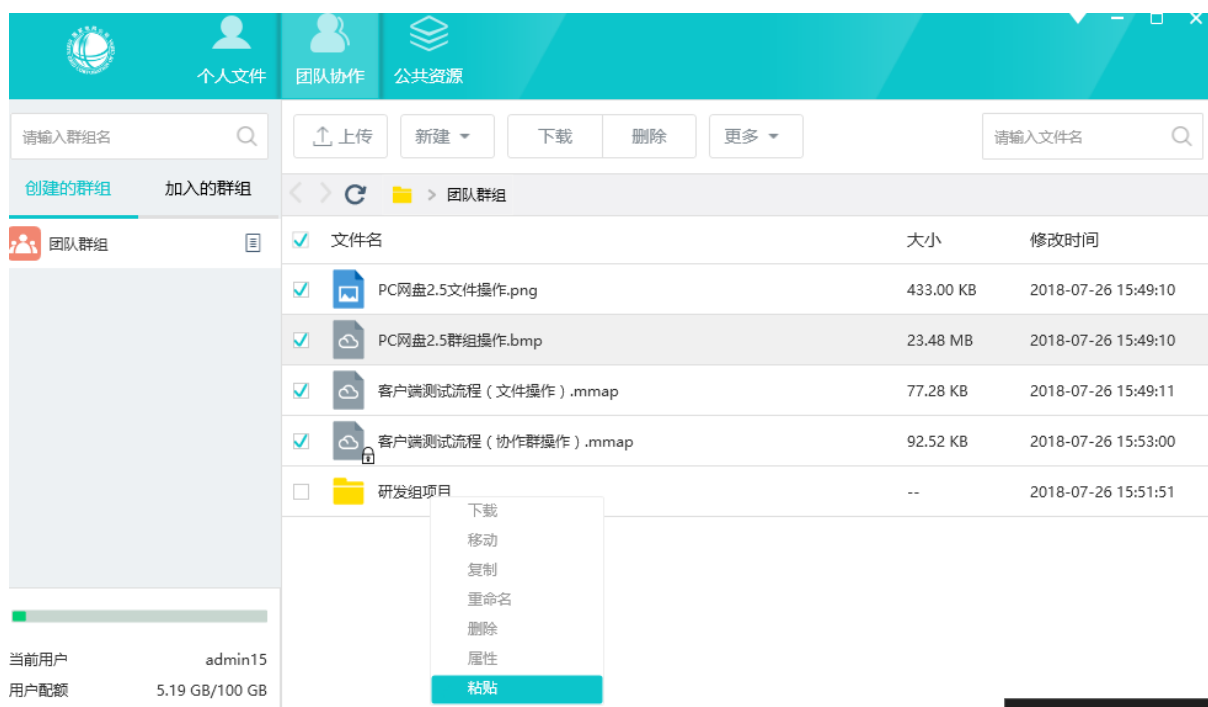 个人文件
团队协作
公共资源
请输入群组名
上传
新建
下载
删除
更多
请输入文件名
创建的群组
加入的群组
> 团队群组
团队群组
文件名
大小
修改时间
PC网盘2.5文件操作.png
433.00 KB
2018-07-26 15:49:10
PC网盘2.5群组操作.bmp
23.48 MB
2018-07-26 15:49:10
客户端测试流程（文件操作）.mmap
77.28 KB
2018-07-26 15:49:11
客户端测试流程（协作群操作）.mmap
92.52 KB
2018-07-26 15:53:00
研发组项目
--
2018-07-26 15:51:51
下载
移动
复制
重命名
删除
属性
粘贴
当前用户
admin15
用户配额
5.19 GB/100 GB